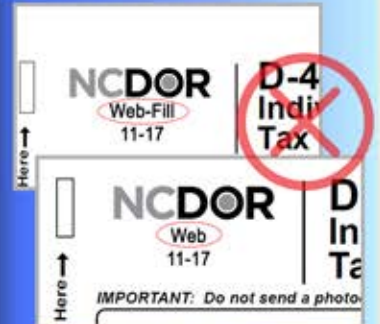 NCDOR
Web-Fill
11-17
D-4
Indi
Tax
Here
NCDOR
Web
11-17
D
In
Ta
Here
IMPORTANT: Do not send a photo